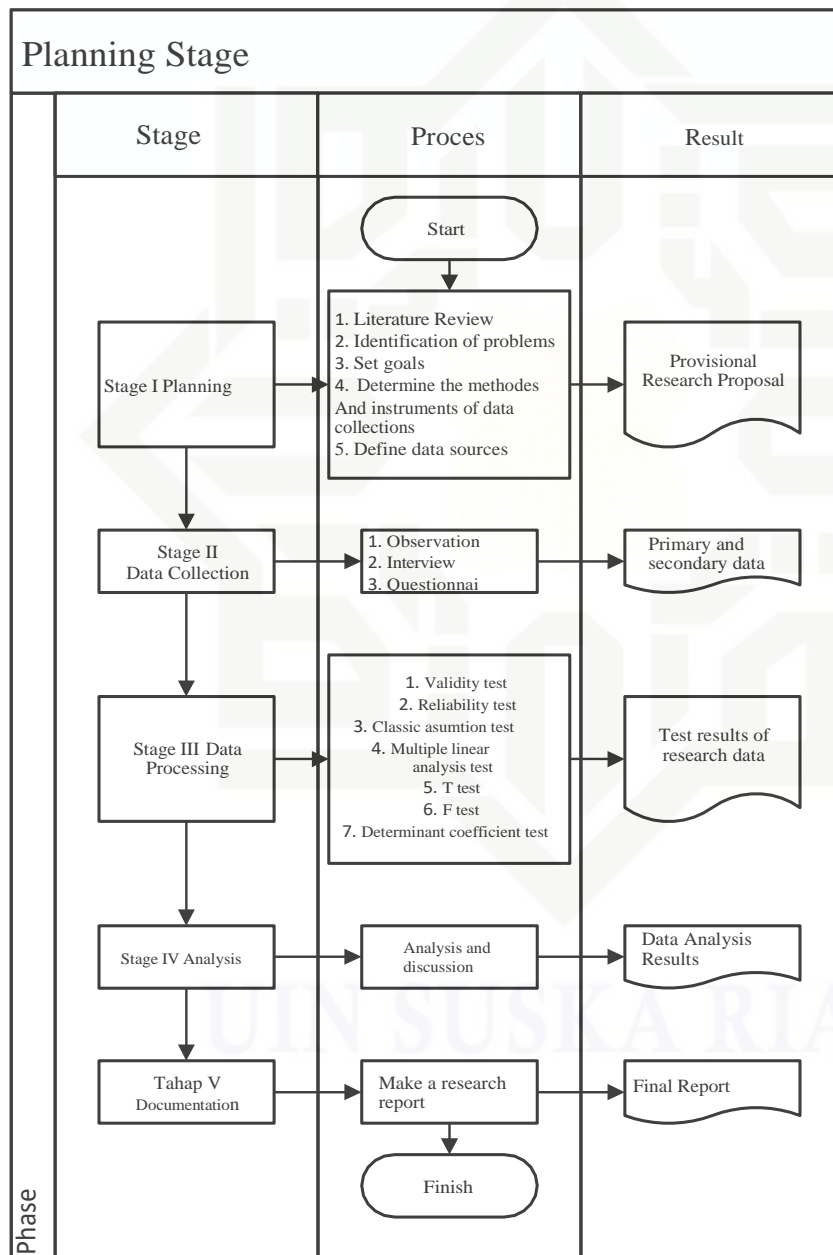 Planning Stage
Stage
Proces
Result
Start
Stage I Planning
1. Literature Review
2. Identification of problems
3. Set goals
4. Determine the methodes
And instruments of data
collections
5. Define data sources
Provisional
Research Proposal
Stage II
Data Collection
1. Observation
2. Interview
3. Questionnai
Primary and
secondary data
Stage III Data
Processing
1. Validity test
2. Reliability test
3. Classic asumtion test
4. Multiple linear
analysis test
5. T test
6. F test
7. Determinant coefficient test
Test results of
research data
Stage IV Analysis
Analysis and
discussion
Data Analysis
Results
UIN SUSKA RIA
Tahap V
Documentation
Make a research
report
Final Report
Finish
Phase